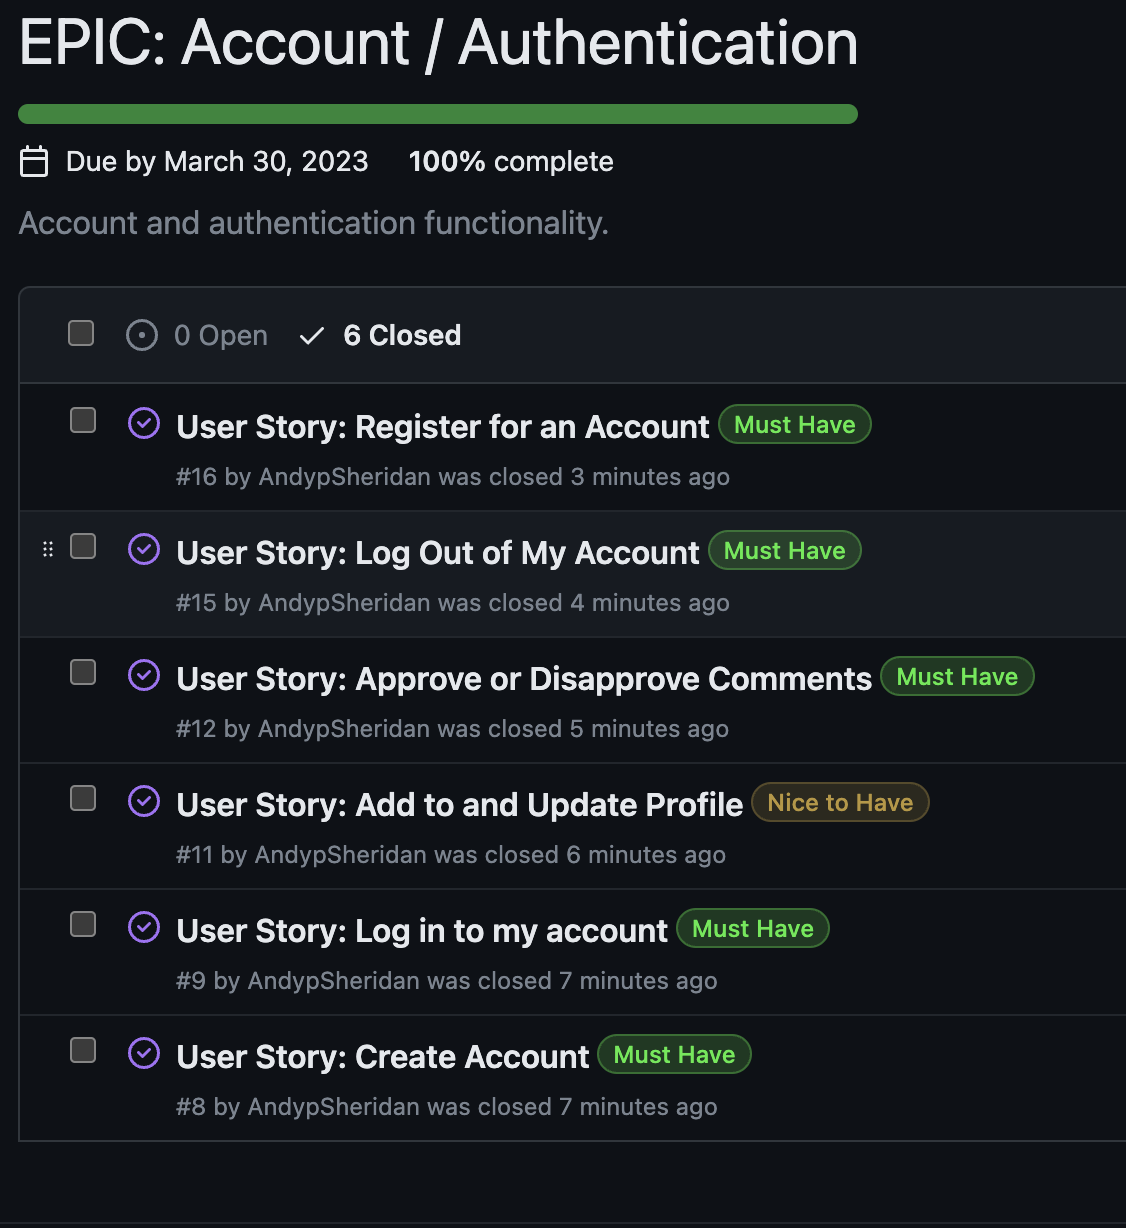 EPIC: Account / Authentication
Due by March 30, 2023 100% complete
Account and authentication functionality.
0 Open 6 Closed
User Story: Register for an Account Must Have
#16 by AndypSheridan was closed 3 minutes ago
User Story: Log Out of My Account Must Have
#15 by AndypSheridan was closed 4 minutes ago
User Story: Approve or Disapprove Comments Must Have
#12 by AndypSheridan was closed 5 minutes ago
User Story: Add to and Update Profile Nice to Have
#11 by AndypSheridan was closed 6 minutes ago
User Story: Log in to my account Must Have
#9 by AndypSheridan was closed 7 minutes ago
User Story: Create Account Must Have
#8 by AndypSheridan was closed 7 minutes ago